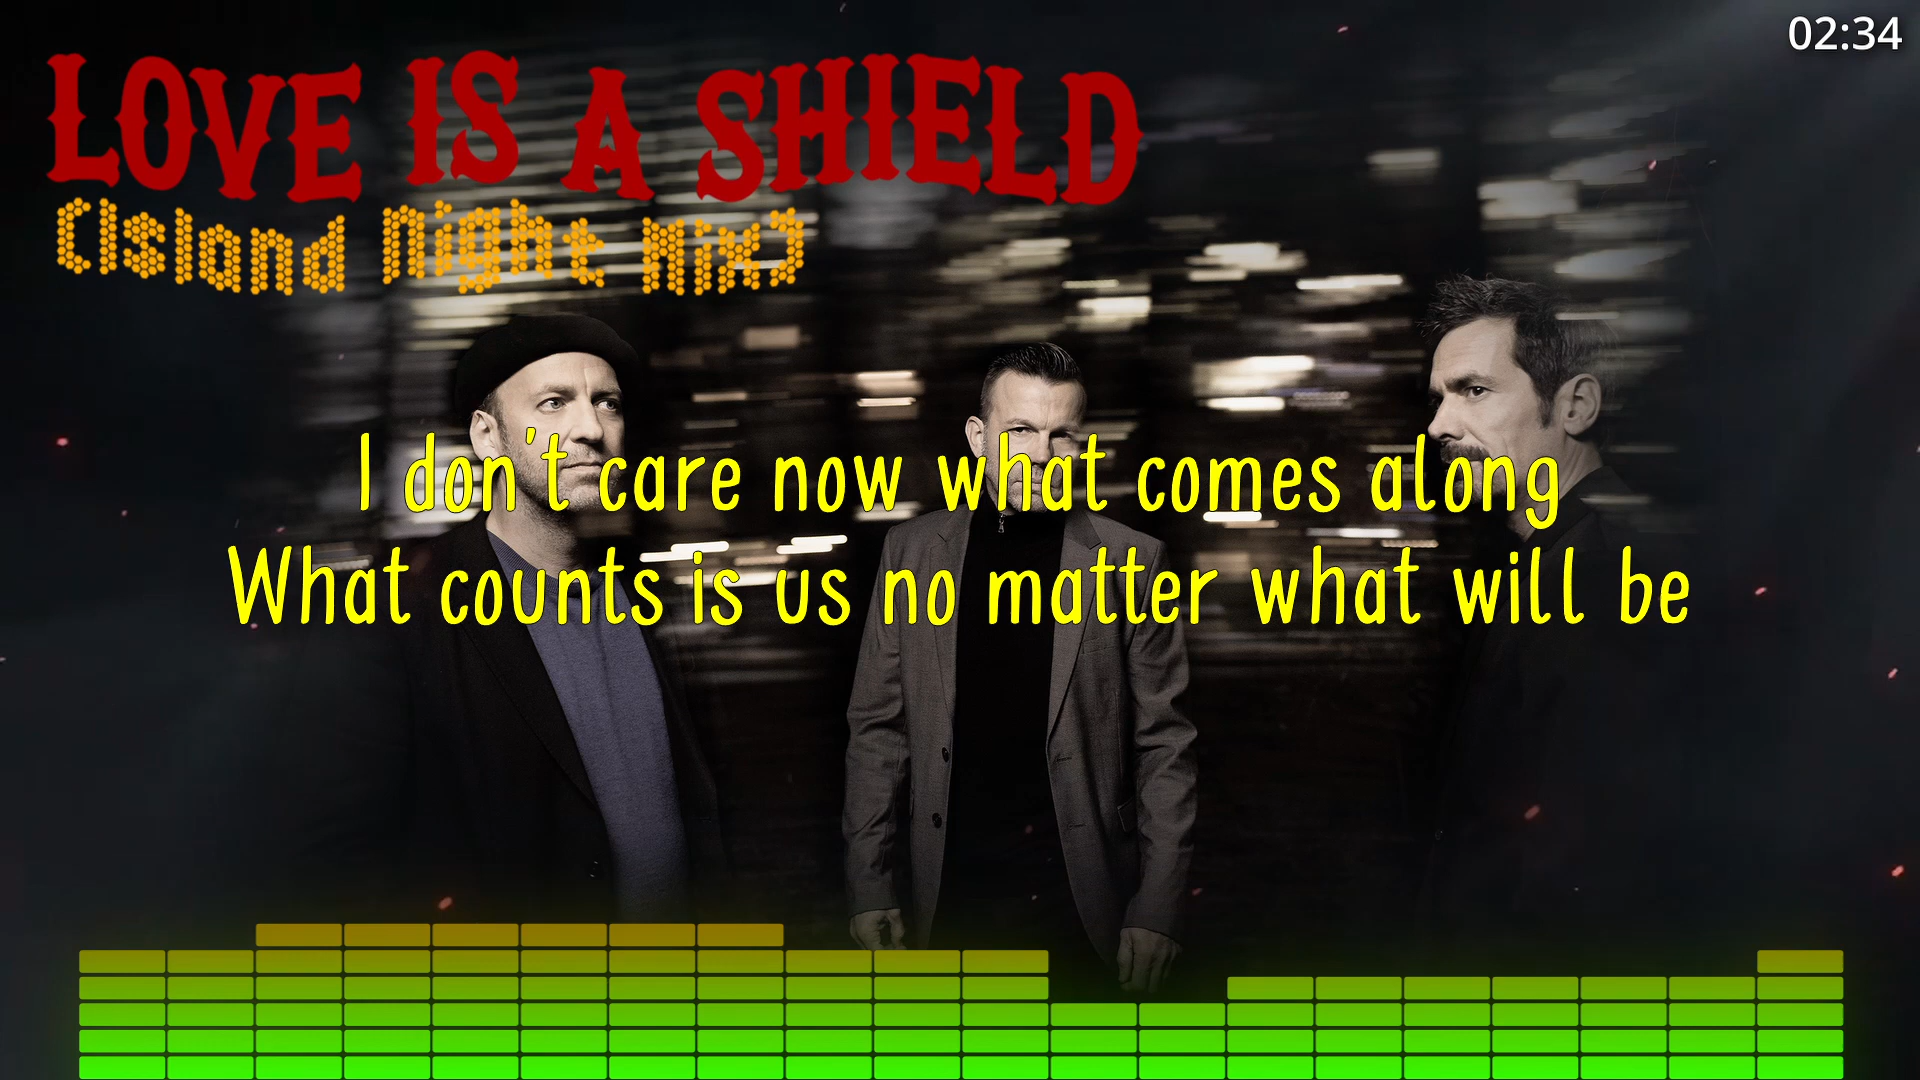 02:34
LOVE IS A SHIELD
(Island Night Mix)
I don't care now what comes along
What counts is us no matter what will be